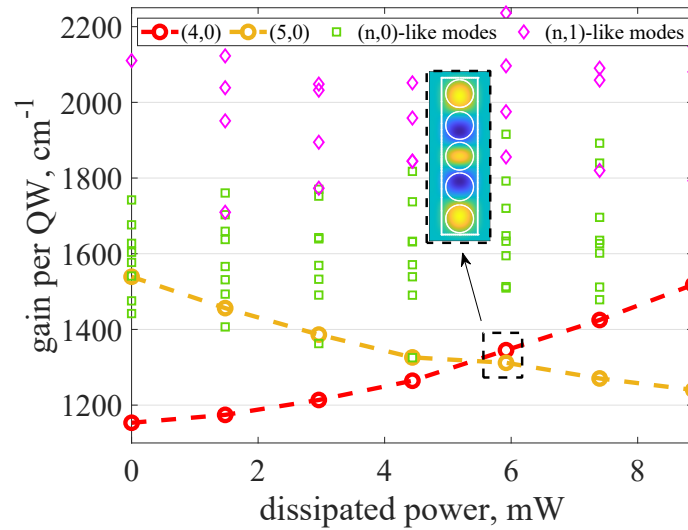 (4,0) (5,0) (n,0)-like modes (n,1)-like modes
2200
2000
1800
1600
1400
1200
gain per QW, cm⁻¹
0 2 4 6 8
dissipated power, mW